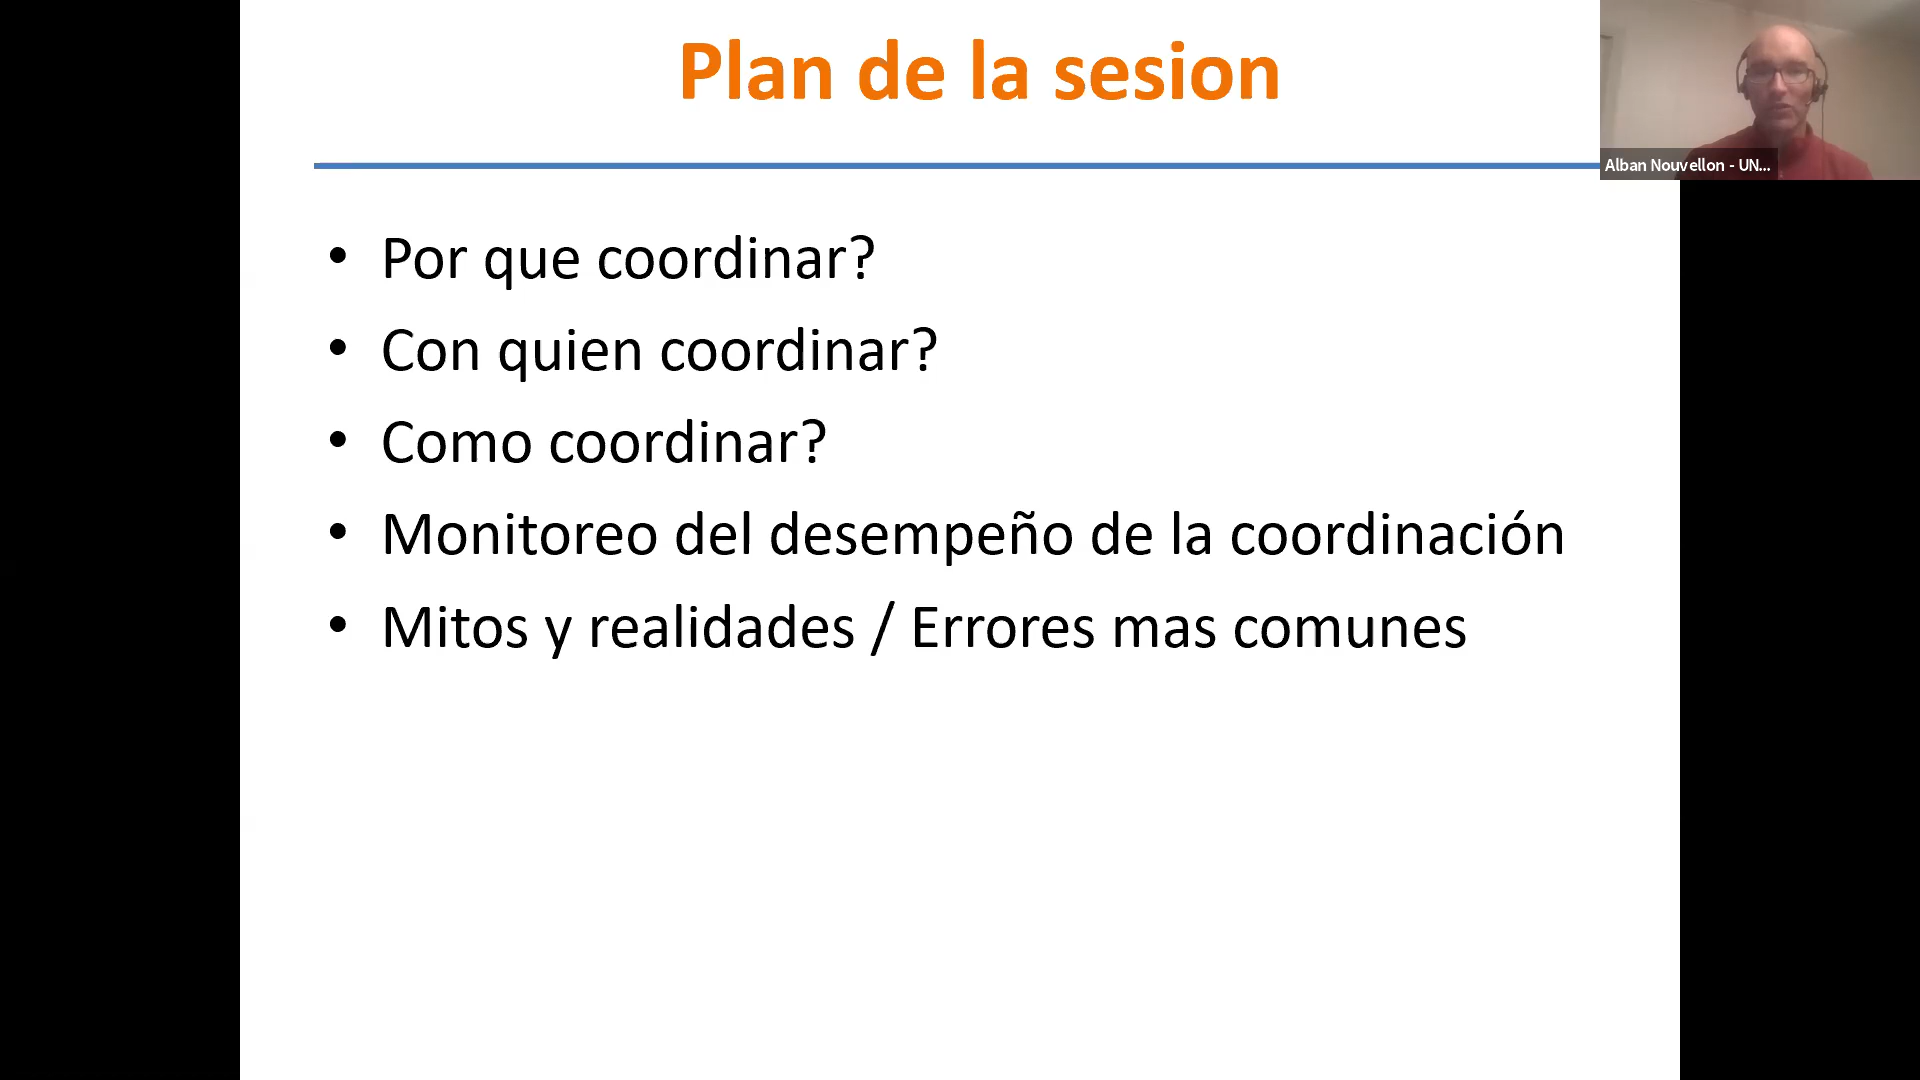 Plan de la sesion
Alban Nouvellon - UN...
• Por que coordinar?
• Con quien coordinar?
• Como coordinar?
• Monitoreo del desempeño de la coordinación
• Mitos y realidades / Errores mas comunes